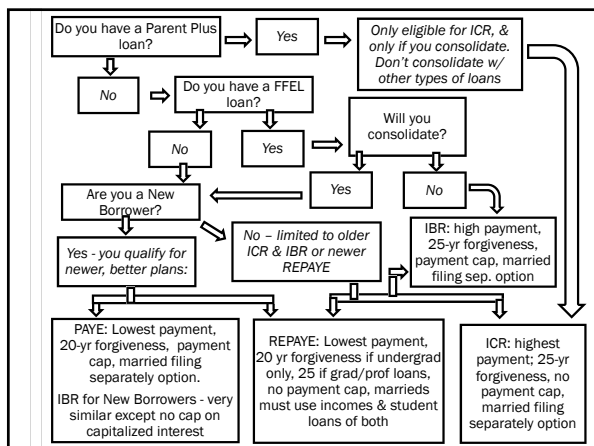 Do you have a Parent Plus
loan?
Yes
Only eligible for ICR, &
only if you consolidate.
Don't consolidate w/
other types of loans
No
Do you have a FFEL
loan?
Will you
consolidate?
No
Yes
Yes
No
Are you a New
Borrower?
No – limited to older
ICR & IBR or newer
REPAYE
IBR: high payment,
25-yr forgiveness,
payment cap, married
filing sep. option
Yes - you qualify for
newer, better plans:
PAYE: Lowest payment,
20-yr forgiveness, payment
cap, married filing
separately option.
IBR for New Borrowers - very
similar except no cap on
capitalized interest
REPAYE: Lowest payment,
20 yr forgiveness if undergrad
only, 25 if grad/prof loans,
no payment cap, marrieds
must use incomes & student
loans of both
ICR: highest
payment; 25-yr
forgiveness, no
payment cap,
married filing
separately option